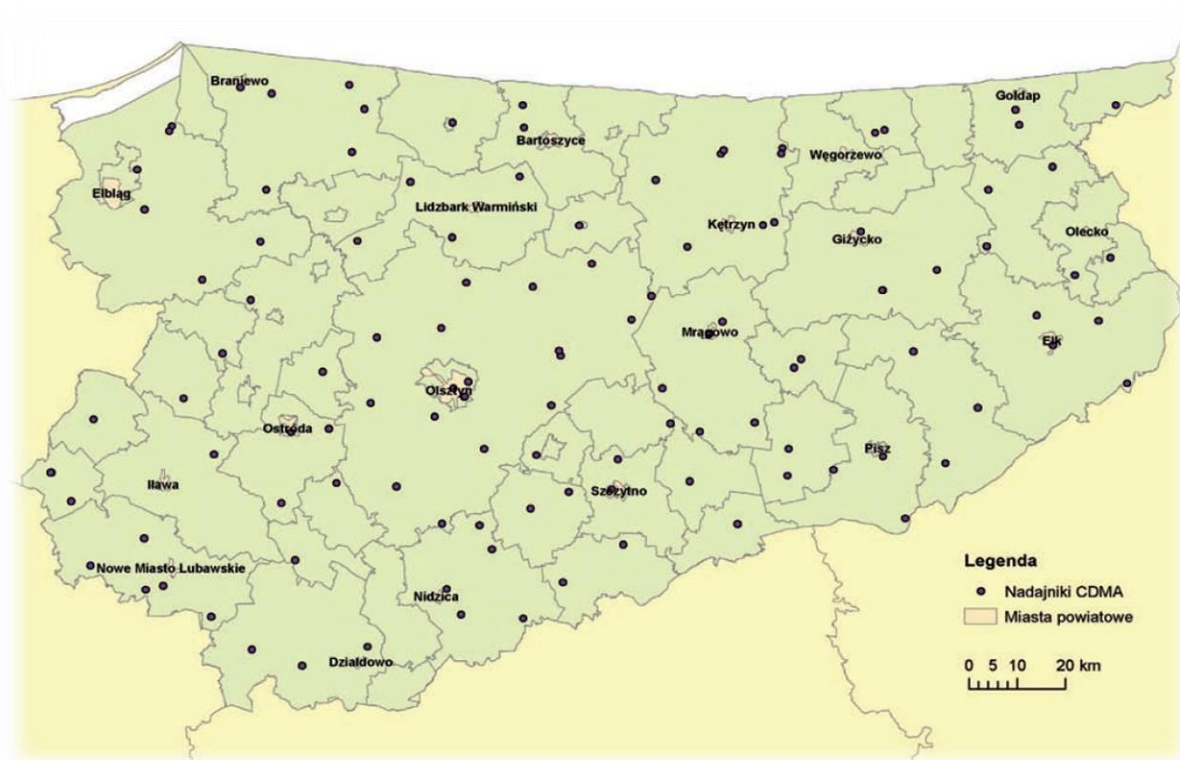 Braniewo
Gołdap
Bartoszyce
Węgorzewo
Elbląg
Lidzbark Warmiński
Kętrzyn
Giżycko
Olecko
Mrągowo
Ełk
Olsztyn
Ostróda
Pisz
Iława
Szczytno
Nowe Miasto Lubawskie
Nidzica
Działdowo
Legenda
Nadajniki CDMA
Miasta powiatowe
0 5 10 20 km